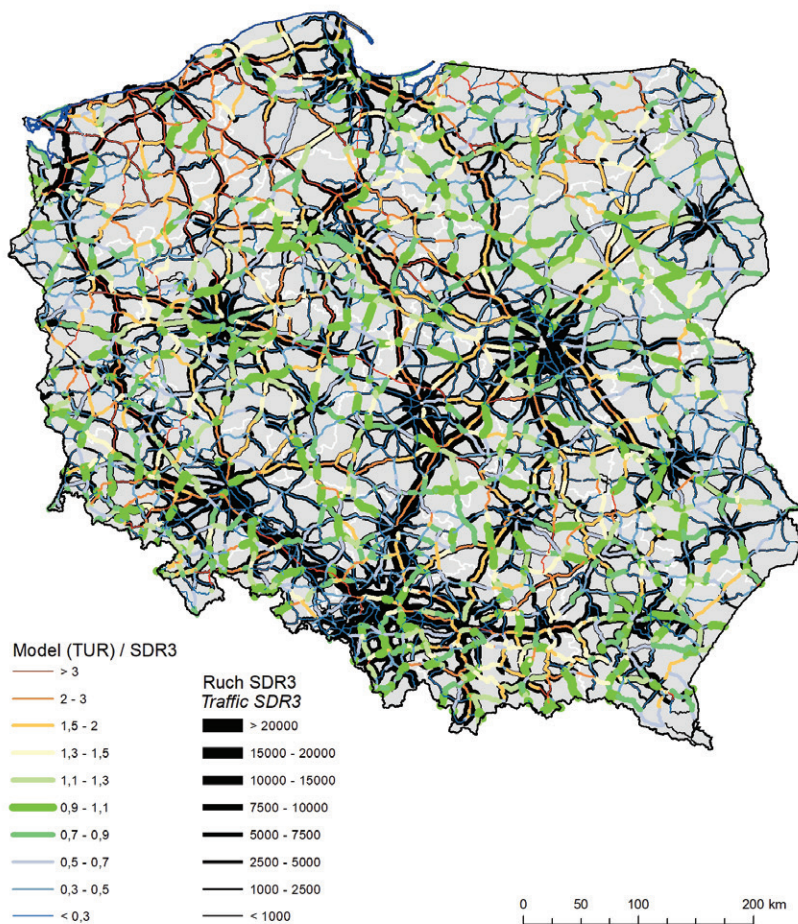 Model (TUR) / SDR3
> 3
2 - 3
1,5 - 2
1,3 - 1,5
1,1 - 1,3
0,9 - 1,1
0,7 - 0,9
0,5 - 0,7
0,3 - 0,5
< 0,3
Ruch SDR3
Traffic SDR3
> 20000
15000 - 20000
10000 - 15000
7500 - 10000
5000 - 7500
2500 - 5000
1000 - 2500
< 1000
0 50 100 200 km